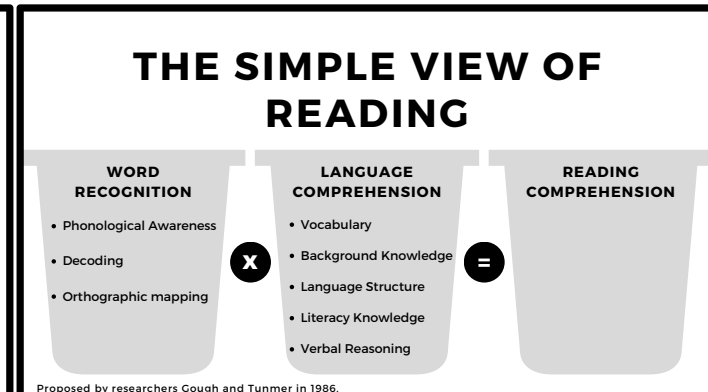 THE SIMPLE VIEW OF
READING
WORD
RECOGNITION
• Phonological Awareness
• Decoding
• Orthographic mapping
X
LANGUAGE
COMPREHENSION
• Vocabulary
• Background Knowledge
• Language Structure
• Literacy Knowledge
• Verbal Reasoning
=
READING
COMPREHENSION
Proposed by researchers Gough and Tunmer in 1986.